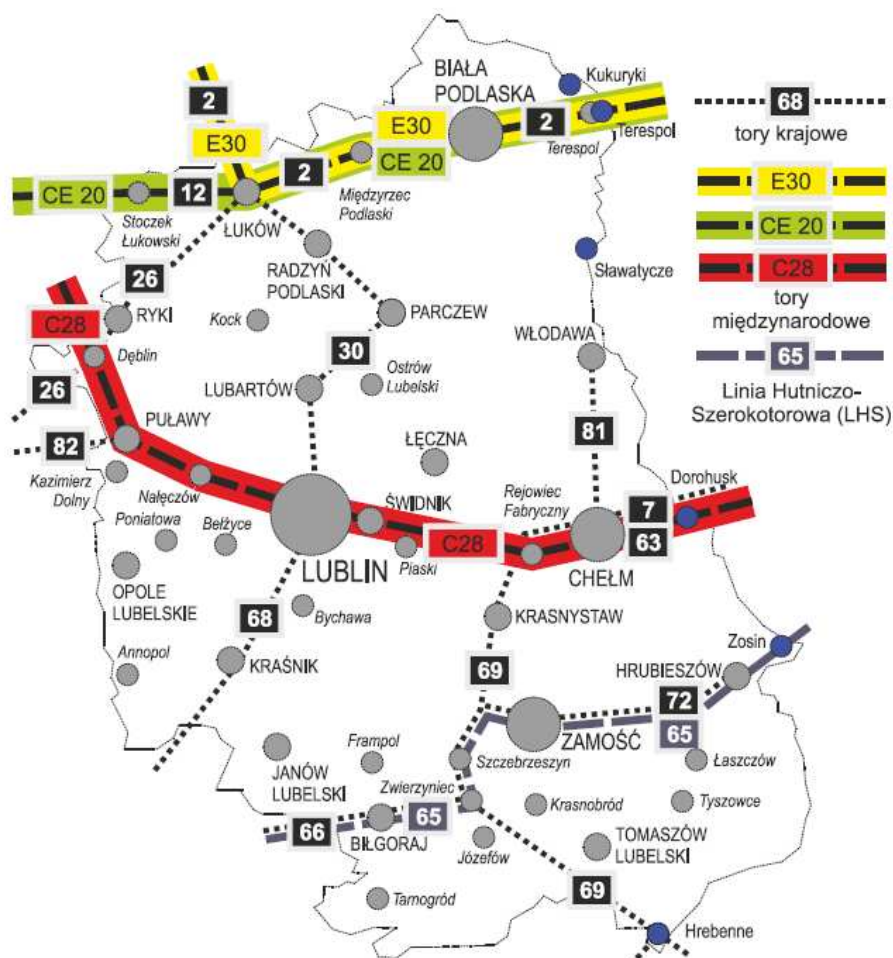 BIAŁA
PODLASKA
Kukuryki
2
E30
E30
2
Terespol
Terespol
2
CE 20
CE 20
12
Stoczek
Łukowski
ŁUKÓW
Międzyrzec
Podlaski
RADZYŃ
PODLASKI
Sławatycze
26
C28
RYKI
Kock
PARCZEW
WŁODAWA
Dęblin
30
Ostrów
Lubelski
LUBARTÓW
26
PUŁAWY
82
ŁĘCZNA
81
Kazimierz
Dolny
Nałęczów
Rejowiec
Fabryczny
Dorohusk
Poniatowa
Bełżyce
ŚWIDNIK
7
C28
63
Piaski
LUBLIN
CHEŁM
OPOLE
LUBELSKIE
Bychawa
KRASNYSTAW
68
Zosin
Annopol
KRAŚNIK
69
HRUBIESZÓW
72
65
ZAMOŚĆ
Frampol
Szczebrzeszyn
Łaszczów
JANÓW
LUBELSKI
Zwierzyniec
Krasnobród
Tyszowce
66
65
BIŁGORAJ
Józefów
TOMASZÓW
LUBELSKI
Tarnogród
69
Hrebenne
68
tory krajowe
E30
CE 20
C28
tory
międzynarodowe
65
Linia Hutniczo-
Szerokotorowa (LHS)